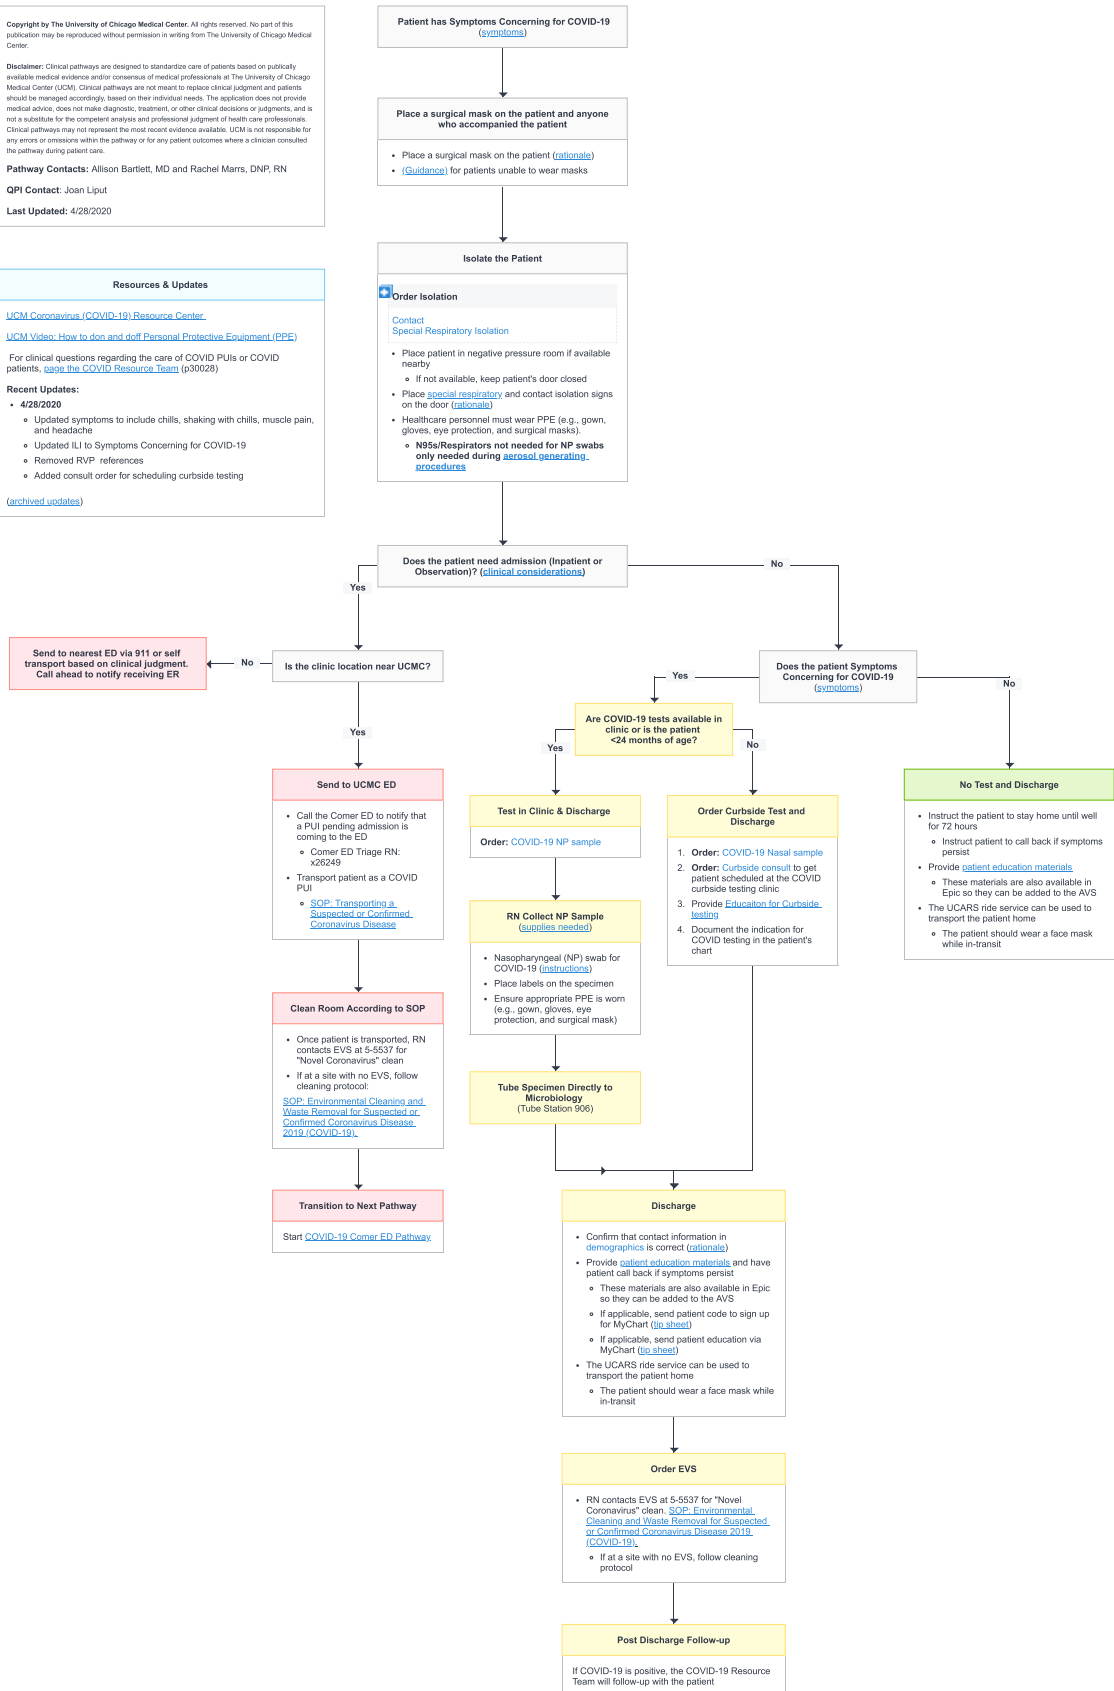 Copyright by The University of Chicago Medical Center. All rights reserved. No part of this
publication may be reproduced without permission in writing from The University of Chicago Medical
Center.
Disclaimer: Clinical pathways are designed to standardize care of patients based on publically
available medical evidence and/or consensus of medical professionals at The University of Chicago
Medical Center (UCM). Clinical pathways are not meant to replace clinical judgment and patients
should be managed accordingly, based on their individual needs. The application does not provide
medical advice, does not make diagnostic, treatment, or other clinical decisions or judgments, and is
not a substitute for the competent analysis and professional judgment of health care professionals.
Clinical pathways may not represent the most recent evidence available. UCM is not responsible for
any errors or omissions within the pathway or for any patient outcomes where a clinician consulted
the pathway during patient care.
Pathway Contacts: Allison Bartlett, MD and Rachel Marrs, DNP, RN
QPI Contact: Joan Liput
Last Updated: 4/28/2020
Resources & Updates
UCM Coronavirus (COVID-19) Resource Center
UCM Video: How to don and doff Personal Protective Equipment (PPE)
For clinical questions regarding the care of COVID PUIs or COVID
patients, page the COVID Resource Team (p30028)
Recent Updates:
• 4/28/2020
Updated symptoms to include chills, shaking with chills, muscle pain,
and headache
Updated ILI to Symptoms Concerning for COVID-19
Removed RVP references
Added consult order for scheduling curbside testing
(archived updates)
Patient has Symptoms Concerning for COVID-19
(symptoms)
Place a surgical mask on the patient and anyone
who accompanied the patient
• Place a surgical mask on the patient (rationale)
• (Guidance) for patients unable to wear masks
Isolate the Patient
Order Isolation
Contact
Special Respiratory Isolation
• Place patient in negative pressure room if available
nearby
If not available, keep patient's door closed
• Place special respiratory and contact isolation signs
on the door (rationale)
• Healthcare personnel must wear PPE (e.g., gown,
gloves, eye protection, and surgical masks).
N95s/Respirators not needed for NP swabs
only needed during aerosol generating
procedures
Does the patient need admission (Inpatient or
Observation)? (clinical considerations)
Yes
No
Send to nearest ED via 911 or self
transport based on clinical judgment.
Call ahead to notify receiving ER
No
Is the clinic location near UCMC?
Yes
Does the patient Symptoms
Concerning for COVID-19
(symptoms)
Yes
No
Are COVID-19 tests available in
clinic or is the patient
<24 months of age?
Yes
No
Send to UCMC ED
• Call the Comer ED to notify that
a PUI pending admission is
coming to the ED
Comer ED Triage RN:
x26249
• Transport patient as a COVID
PUI
SOP: Transporting a
Suspected or Confirmed
Coronavirus Disease
Clean Room According to SOP
• Once patient is transported, RN
contacts EVS at 5-5537 for
"Novel Coronavirus" clean
• If at a site with no EVS, follow
cleaning protocol:
SOP: Environmental Cleaning and
Waste Removal for Suspected or
Confirmed Coronavirus Disease
2019 (COVID-19).
Transition to Next Pathway
Start COVID-19 Comer ED Pathway
Test in Clinic & Discharge
Order: COVID-19 NP sample
RN Collect NP Sample
(supplies needed)
• Nasopharyngeal (NP) swab for
COVID-19 (instructions)
• Place labels on the specimen
• Ensure appropriate PPE is worn
(e.g., gown, gloves, eye
protection, and surgical mask)
Tube Specimen Directly to
Microbiology
(Tube Station 906)
Order Curbside Test and
Discharge
1. Order: COVID-19 Nasal sample
2. Order: Curbside consult to get
patient scheduled at the COVID
curbside testing clinic
3. Provide Educaiton for Curbside
testing
4. Document the indication for
COVID testing in the patient's
chart
No Test and Discharge
• Instruct the patient to stay home until well
for 72 hours
Instruct patient to call back if symptoms
persist
• Provide patient education materials
These materials are also available in
Epic so they can be added to the AVS
• The UCARS ride service can be used to
transport the patient home
The patient should wear a face mask
while in-transit
Discharge
• Confirm that contact information in
demographics is correct (rationale)
• Provide patient education materials and have
patient call back if symptoms persist
These materials are also available in Epic
so they can be added to the AVS
If applicable, send patient code to sign up
for MyChart (tip sheet)
If applicable, send patient education via
MyChart (tip sheet)
• The UCARS ride service can be used to
transport the patient home
The patient should wear a face mask while
in-transit
Order EVS
• RN contacts EVS at 5-5537 for "Novel
Coronavirus" clean. SOP: Environmental
Cleaning and Waste Removal for Suspected
or Confirmed Coronavirus Disease 2019
(COVID-19).
If at a site with no EVS, follow cleaning
protocol
Post Discharge Follow-up
If COVID-19 is positive, the COVID-19 Resource
Team will follow-up with the patient